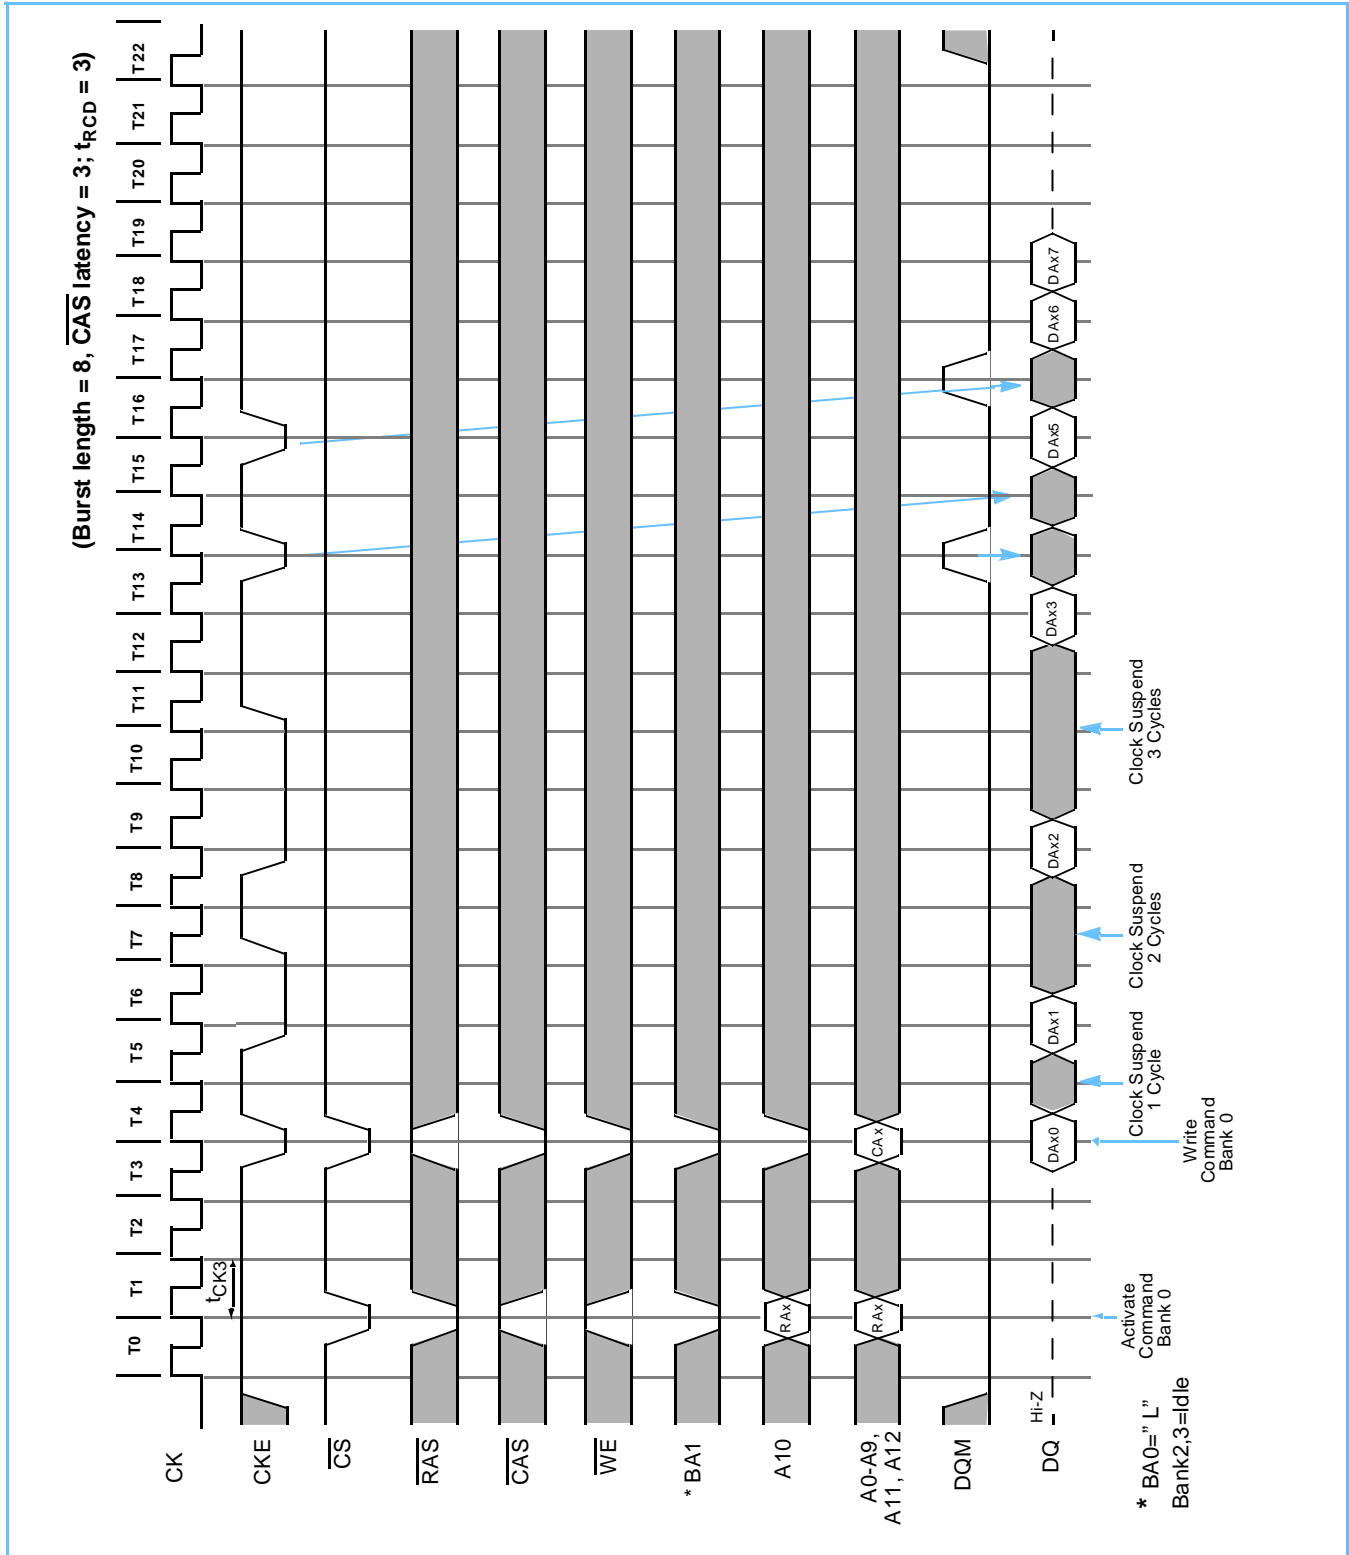 (Burst length = 8, CAS latency = 3; tRCD = 3)
T0 T1 T2 T3 T4 T5 T6 T7 T8 T9 T10 T11 T12 T13 T14 T15 T16 T17 T18 T19 T20 T21 T22
CK
tCK3
CKE
CS
RAS
CAS
WE
* BA1
A10 RAx
A0-A9,
A11, A12
RAx CAx
DQM
DQ
Hi-Z DAx0 DAx1 DAx2 DAx3 DAx5 DAx6 DAx7
Activate
Command
Bank 0
Write
Command
Bank 0
Clock Suspend
1 Cycle
Clock Suspend
2 Cycles
Clock Suspend
3 Cycles
* BA0=”L”
Bank2,3=Idle